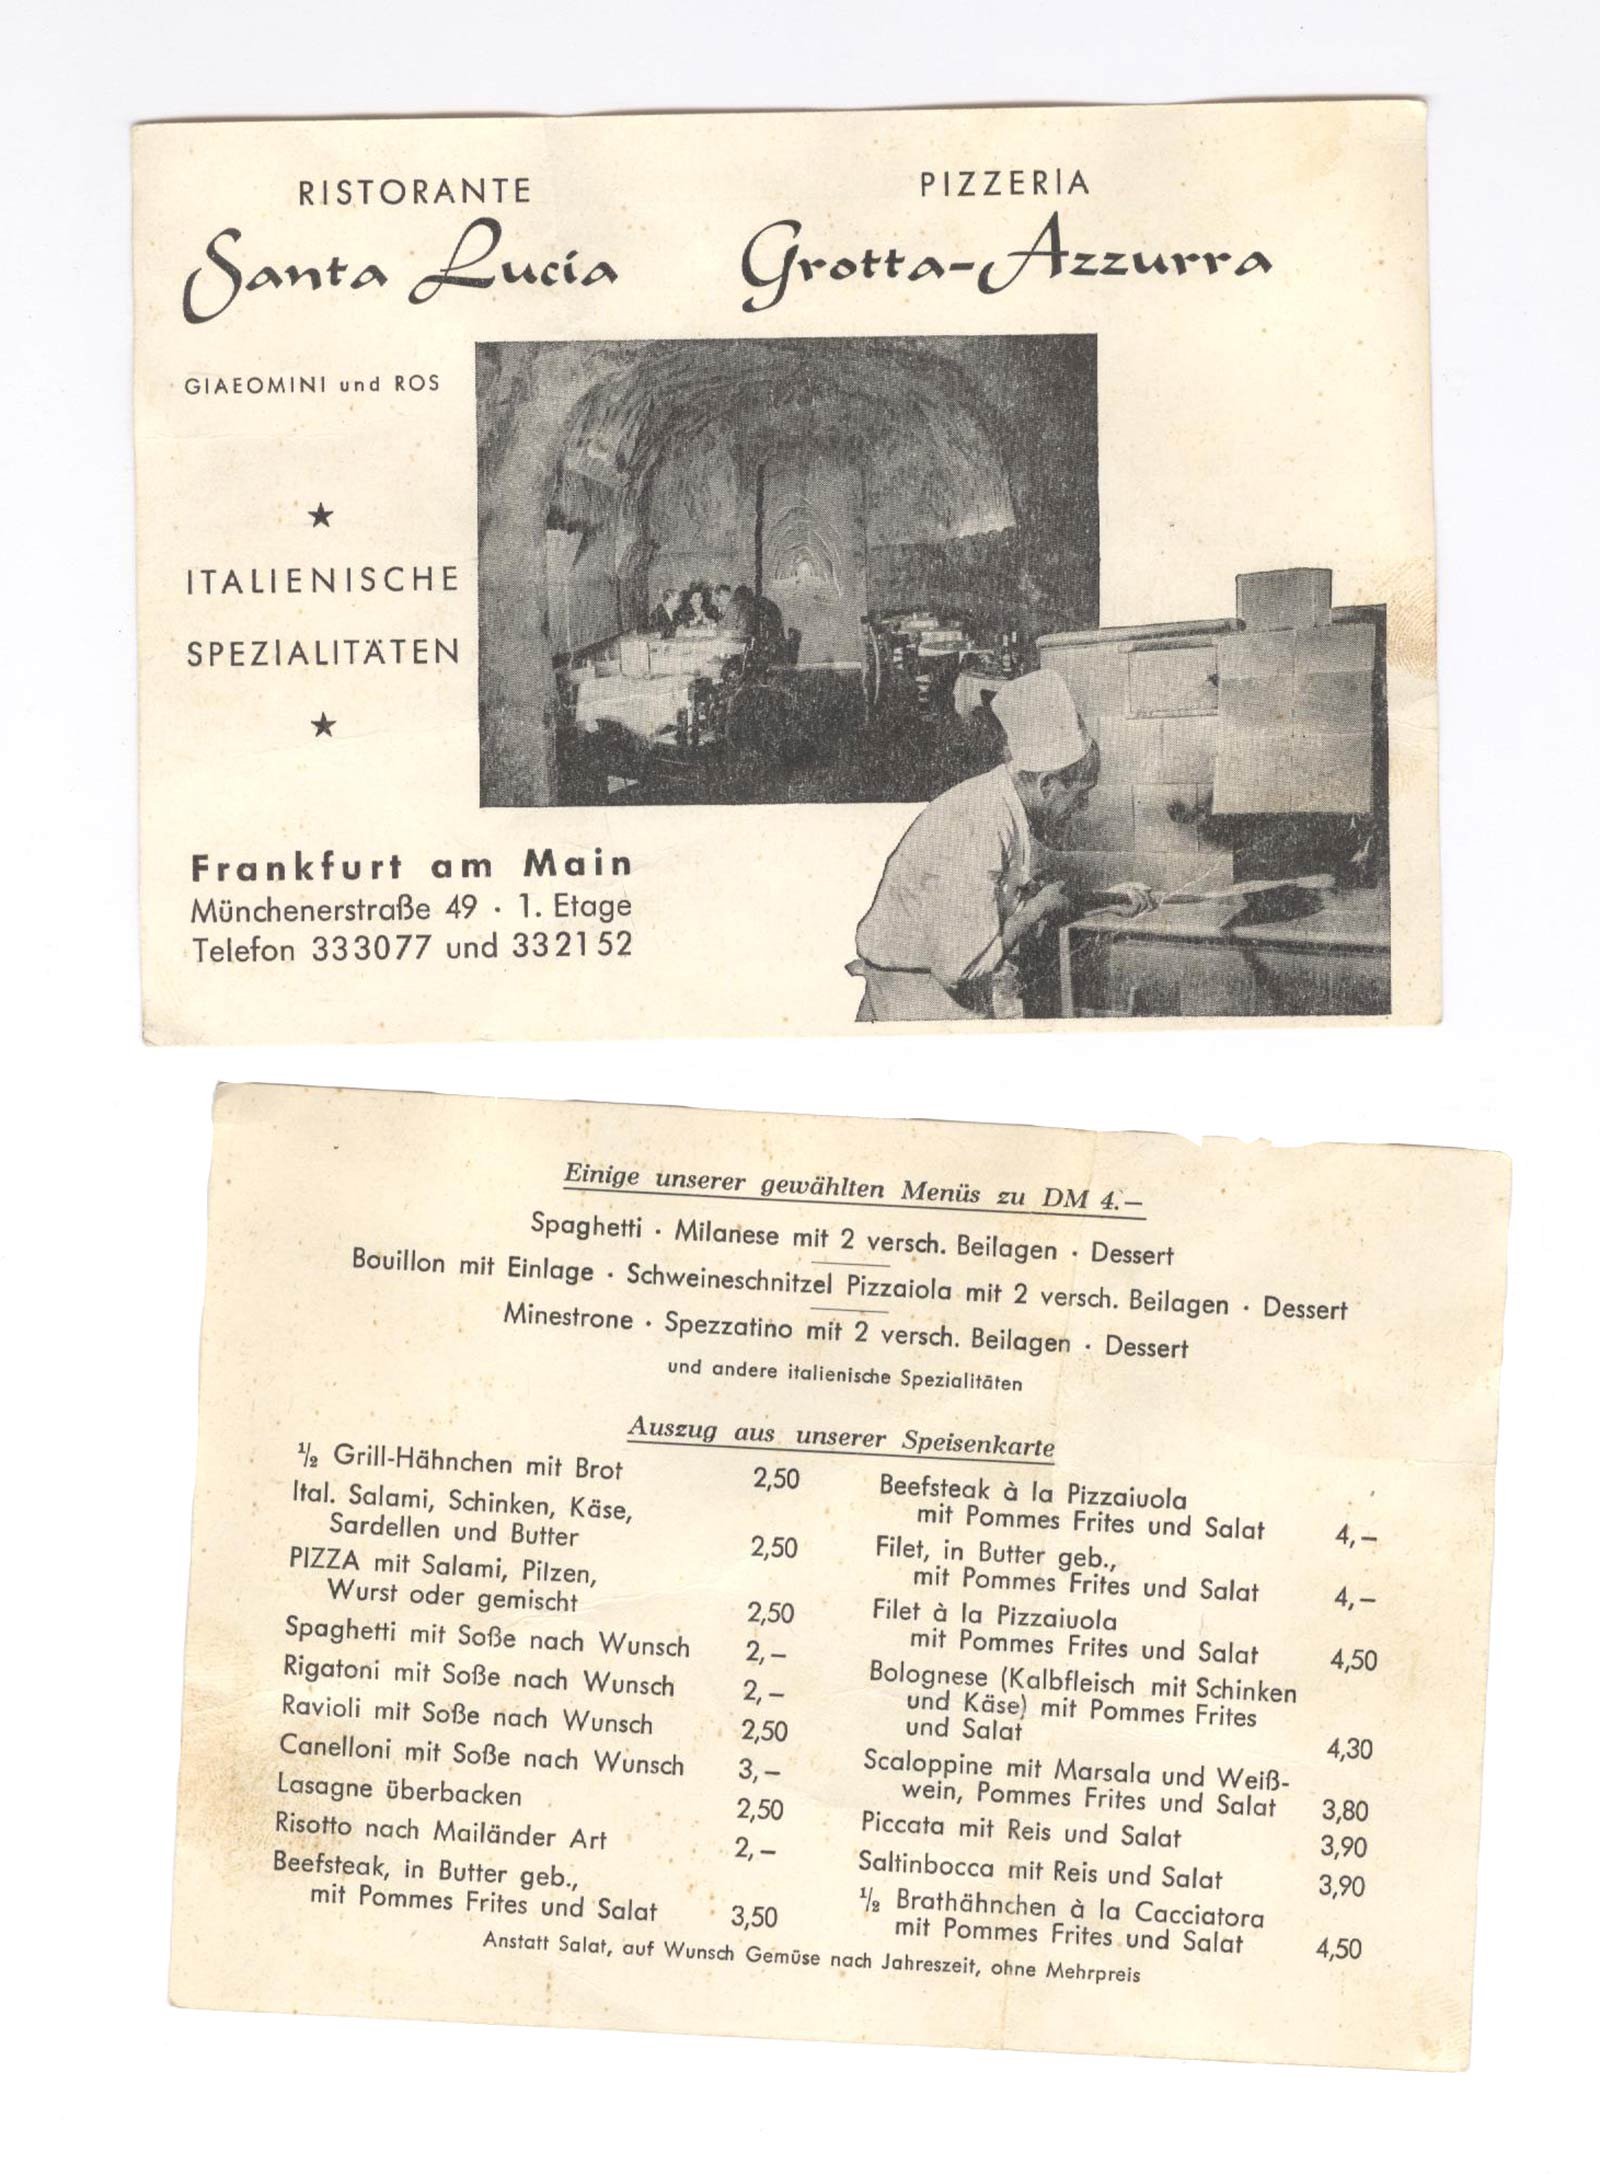 RISTORANTE
Santa Lucia
PIZZERIA
Grotta-Azzurra
GIAEOMINI und ROS
★
ITALIENISCHE
SPEZIALITÄTEN
★
Frankfurt am Main
Münchenerstraße 49 · 1. Etage
Telefon 333077 und 332152
Einige unserer gewählten Menüs zu DM 4.—
Spaghetti · Milanese mit 2 versch. Beilagen · Dessert
Bouillon mit Einlage · Schweineschnitzel Pizzaiola mit 2 versch. Beilagen · Dessert
Minestrone · Spezzatino mit 2 versch. Beilagen · Dessert
und andere italienische Spezialitäten
Auszug aus unserer Speisenkarte
½ Grill-Hähnchen mit Brot 2,50
Ital. Salami, Schinken, Käse,
Sardellen und Butter 2,50
PIZZA mit Salami, Pilzen,
Wurst oder gemischt 2,50
Spaghetti mit Soße nach Wunsch 2,—
Rigatoni mit Soße nach Wunsch 2,—
Ravioli mit Soße nach Wunsch 2,50
Canelloni mit Soße nach Wunsch 3,—
Lasagne überbacken 2,50
Risotto nach Mailänder Art 2,—
Beefsteak, in Butter geb.,
mit Pommes Frites und Salat 3,50
Beefsteak à la Pizzaiuola
mit Pommes Frites und Salat 4,—
Filet, in Butter geb.,
mit Pommes Frites und Salat 4,—
Filet à la Pizzaiuola
mit Pommes Frites und Salat 4,50
Bolognese (Kalbfleisch mit Schinken
und Käse) mit Pommes Frites
und Salat 4,30
Scaloppine mit Marsala und Weiß-
wein, Pommes Frites und Salat 3,80
Piccata mit Reis und Salat 3,90
Saltinbocca mit Reis und Salat 3,90
½ Brathähnchen à la Cacciatora
mit Pommes Frites und Salat 4,50
Anstatt Salat, auf Wunsch Gemüse nach Jahreszeit, ohne Mehrpreis